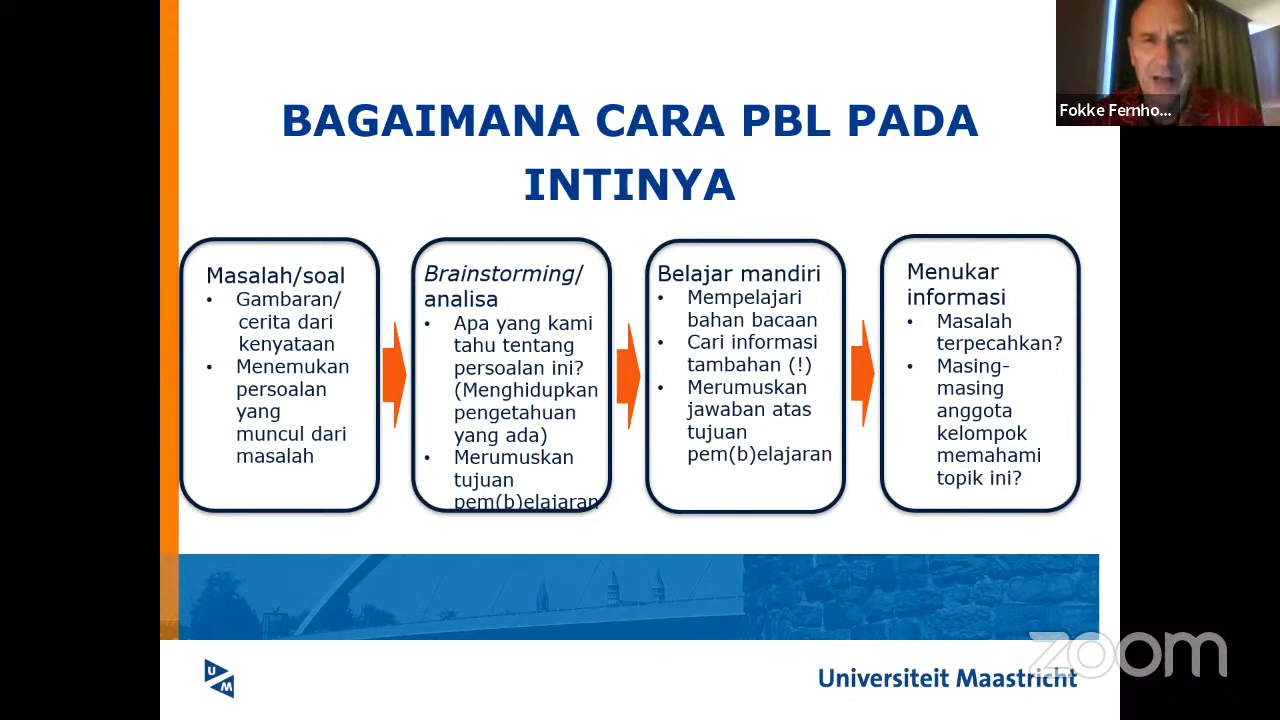 BAGAIMANA CARA PBL PADA
INTINYA
Fokke Fernho...
Masalah/soal
• Gambaran/
cerita dari
kenyataan
• Menemukan
persoalan
yang
muncul dari
masalah
Brainstorming/
analisa
• Apa yang kami
tahu tentang
persoalan ini?
(Menghidupkan
pengetahuan
yang ada)
• Merumuskan
tujuan
pem(b)elajaran
Belajar mandiri
• Mempelajari
bahan bacaan
• Cari informasi
tambahan (!)
• Merumuskan
jawaban atas
tujuan
pem(b)elajaran
Menukar
informasi
• Masalah
terpecahkan?
• Masing-
masing
anggota
kelompok
memahami
topik ini?
U
M
Universiteit Maastricht
zoom